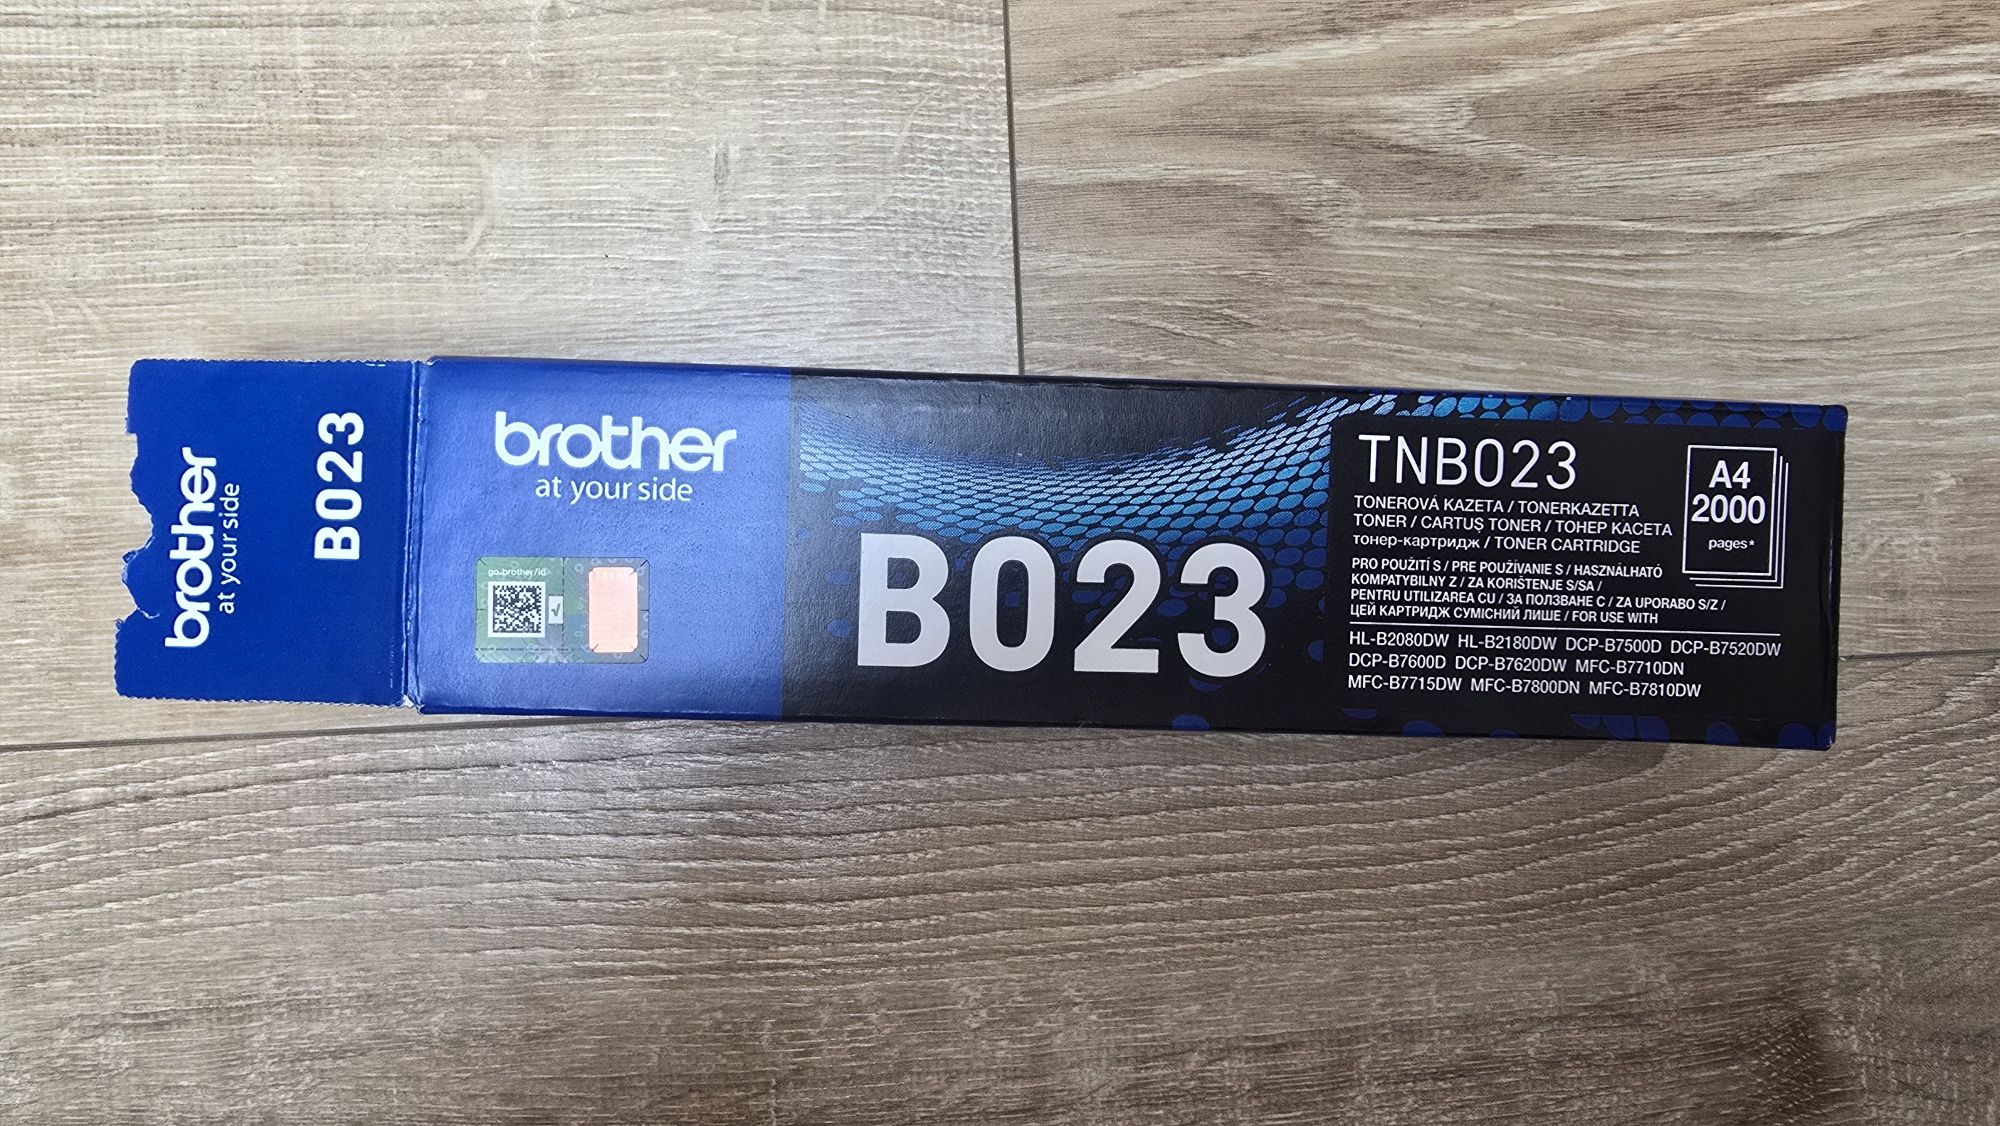 brother
at your side
B023
brother
at your side
go.brother/id
B023
TNB023
TONEROVÁ KAZETA / TONERKAZETTA
TONER / CARTUȘ TONER / ТОНЕР КАСЕТА
тонер-картридж / TONER CARTRIDGE
A4
2000
pages*
PRO POUŽITÍ S / PRE POUŽÍVANIE S / HASZNÁLHATÓ
KOMPATYBILNY Z / ZA KORIŠTENJE S/SA /
PENTRU UTILIZAREA CU / ЗА ПОЛЗВАНЕ С / ZA UPORABO S/Z /
ЦЕЙ КАРТРИДЖ СУМІСНИЙ ЛИШЕ / FOR USE WITH
HL-B2080DW HL-B2180DW DCP-B7500D DCP-B7520DW
DCP-B7600D DCP-B7620DW MFC-B7710DN
MFC-B7715DW MFC-B7800DN MFC-B7810DW